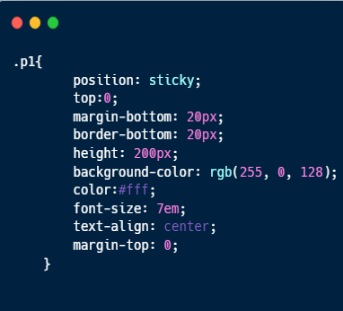 .p1{
position: sticky;
top:0;
margin-bottom: 20px;
border-bottom: 20px;
height: 200px;
background-color: rgb(255, 0, 128);
color:#fff;
font-size: 7em;
text-align: center;
margin-top: 0;
}